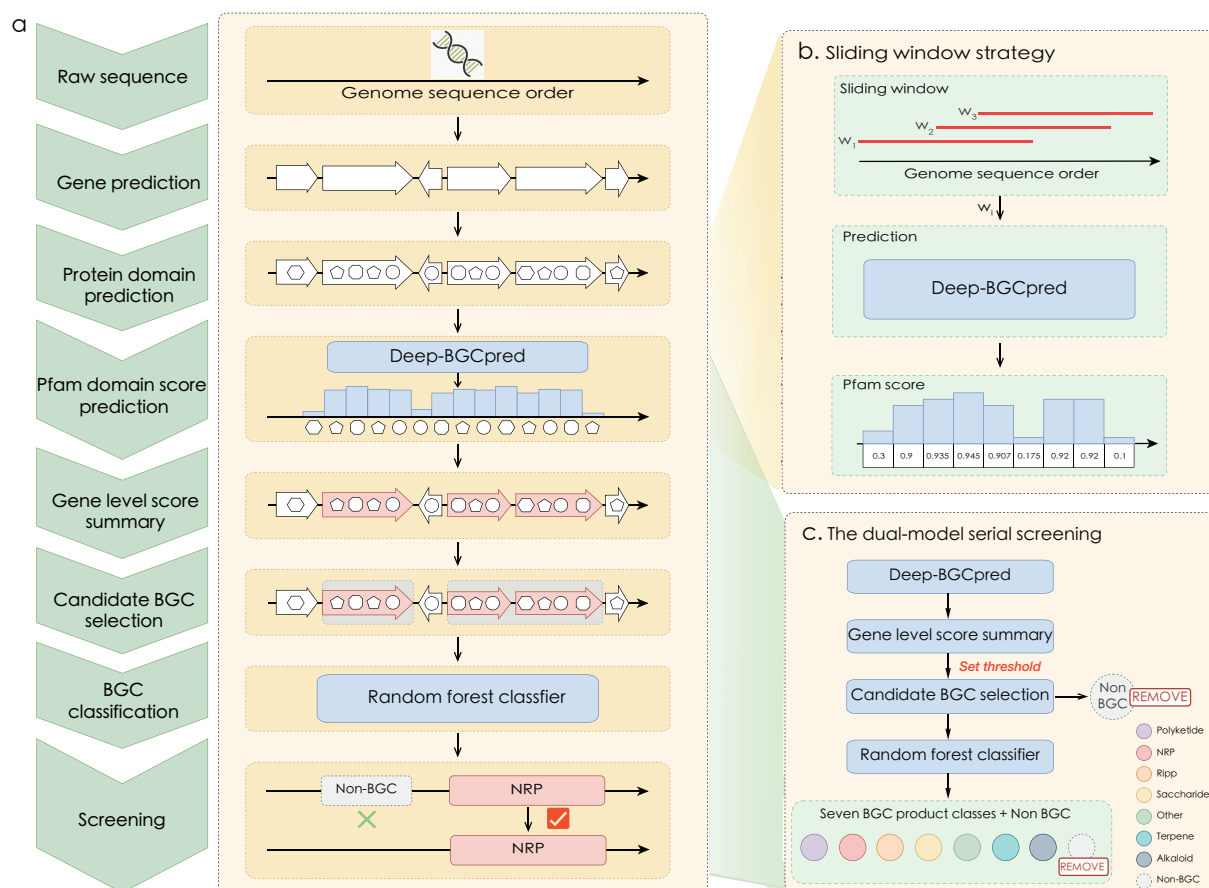 a
Raw sequence
Gene prediction
Protein domain
prediction
Pfam domain score
prediction
Gene level score
summary
Candidate BGC
selection
BGC
classification
Screening
Genome sequence order
Deep-BGCpred
Random forest classfier
Non-BGC
NRP
NRP
b. Sliding window strategy
Sliding window
w3
w2
w1
Genome sequence order
wi
Prediction
Deep-BGCpred
Pfam score
0.3 0.9 0.935 0.945 0.907 0.175 0.92 0.92 0.1
c. The dual-model serial screening
Deep-BGCpred
Gene level score summary
Set threshold
Candidate BGC selection
Non
BGC
REMOVE
Random forest classifier
Seven BGC product classes + Non BGC
REMOVE
Polyketide
NRP
Ripp
Saccharide
Other
Terpene
Alkaloid
Non-BGC